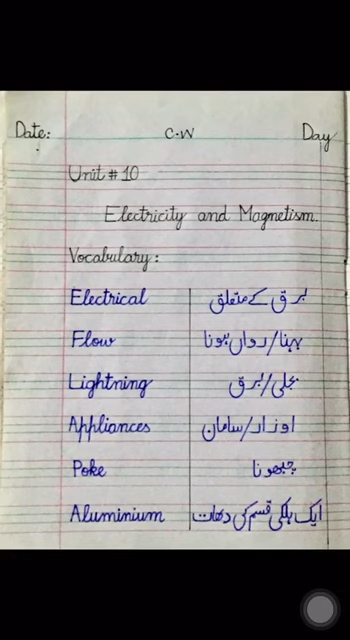 Date: C.W Day
Unit # 10
Electricity and Magnetism.
Vocabulary:
Electrical برق کے متعلق
Flow بہنا/رواں ہونا
Lightning بجلی/برق
Appliances اوزار/سامان
Poke چبھونا
Aluminium ایک ہلکی قسم کی دھات